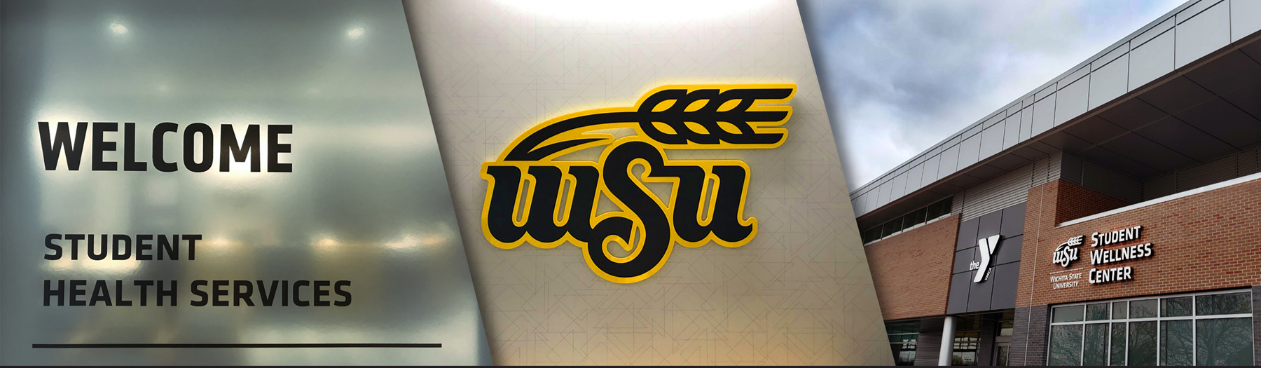 WELCOME
STUDENT
HEALTH SERVICES
wsu
the Y
wsu
WICHITA STATE
UNIVERSITY
STUDENT
WELLNESS
CENTER